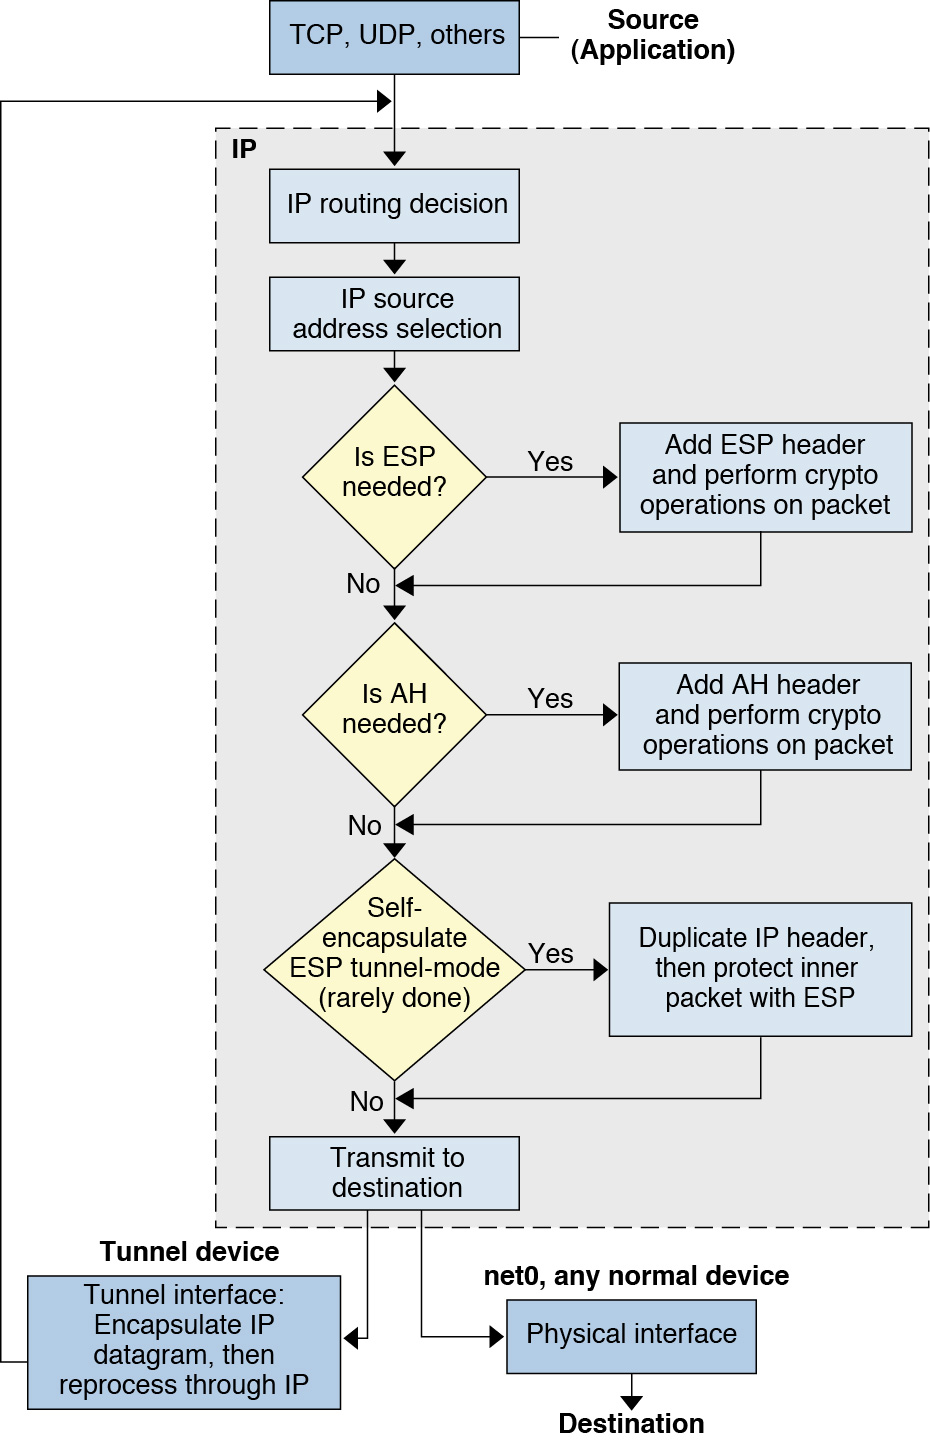 TCP, UDP, others
Source
(Application)
IP
IP routing decision
IP source
address selection
Is ESP
needed?
Yes
Add ESP header
and perform crypto
operations on packet
No
Is AH
needed?
Yes
Add AH header
and perform crypto
operations on packet
No
Self-
encapsulate
ESP tunnel-mode
(rarely done)
Yes
Duplicate IP header,
then protect inner
packet with ESP
No
Transmit to
destination
Tunnel device
Tunnel interface:
Encapsulate IP
datagram, then
reprocess through IP
net0, any normal device
Physical interface
Destination